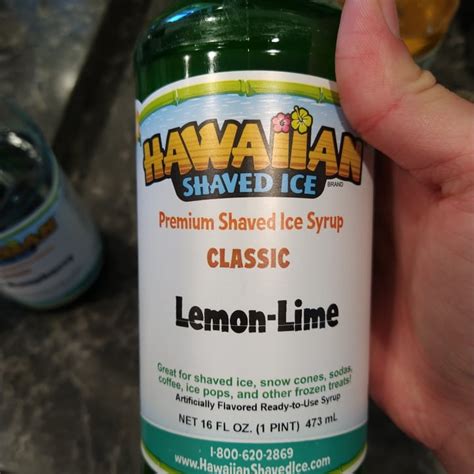 HAWAIIAN
SHAVED ICE BRAND
Premium Shaved Ice Syrup
CLASSIC
Lemon-Lime
Great for shaved ice, snow cones, sodas,
coffee, ice pops, and other frozen treats!
Artificially Flavored Ready-to-Use Syrup
NET 16 FL OZ. (1 PINT) 473 mL
1-800-620-2869
www.HawaiianShavedIce.com